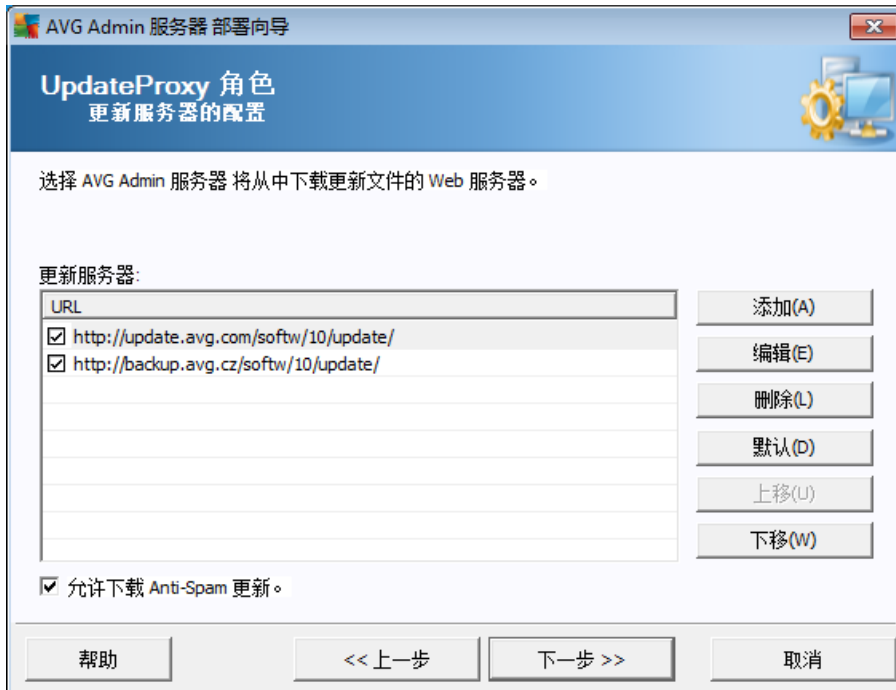 AVG Admin 服务器 部署向导
UpdateProxy 角色
更新服务器的配置
选择 AVG Admin 服务器 将从中下载更新文件的 Web 服务器。
更新服务器:
URL
http://update.avg.com/softw/10/update/
http://backup.avg.cz/softw/10/update/
添加(A)
编辑(E)
删除(L)
默认(D)
上移(U)
下移(W)
允许下载 Anti-Spam 更新。
帮助
<< 上一步
下一步 >>
取消